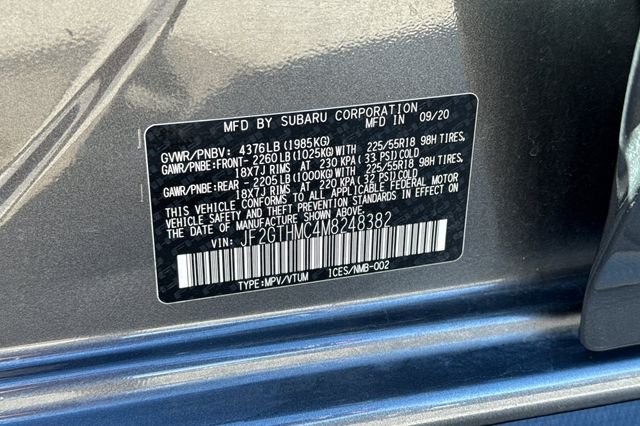 MFD BY SUBARU CORPORATION
MFD IN 09/20
GVWR/PNBV: 4376LB (1985KG)
GAWR/PNBE:FRONT- 2260LB (1025KG)WITH 225/55R18 98H TIRES,
18X7J RIMS AT 230 KPA (33 PSI)COLD
GAWR/PNBE:REAR - 2205LB (1000KG)WITH 225/55R18 98H TIRES,
18X7J RIMS AT 220 KPA (32 PSI)COLD
THIS VEHICLE CONFORMS TO ALL APPLICABLE FEDERAL MOTOR
VEHICLE SAFETY AND THEFT PREVENTION STANDARDS IN EFFECT ON
THE DATE OF MANUFACTURE SHOWN ABOVE.
VIN: JF2GTHMC4M8248382
TYPE:MPV/VTUM ICES/NMB-002